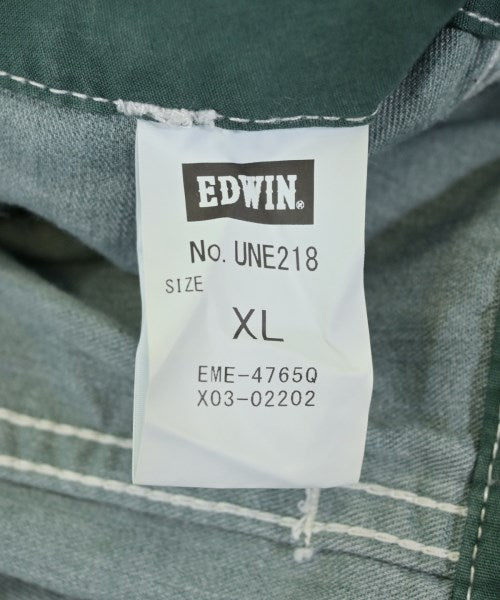 EDWIN®
No. UNE218
SIZE
XL
EME-4765Q
X03-02202